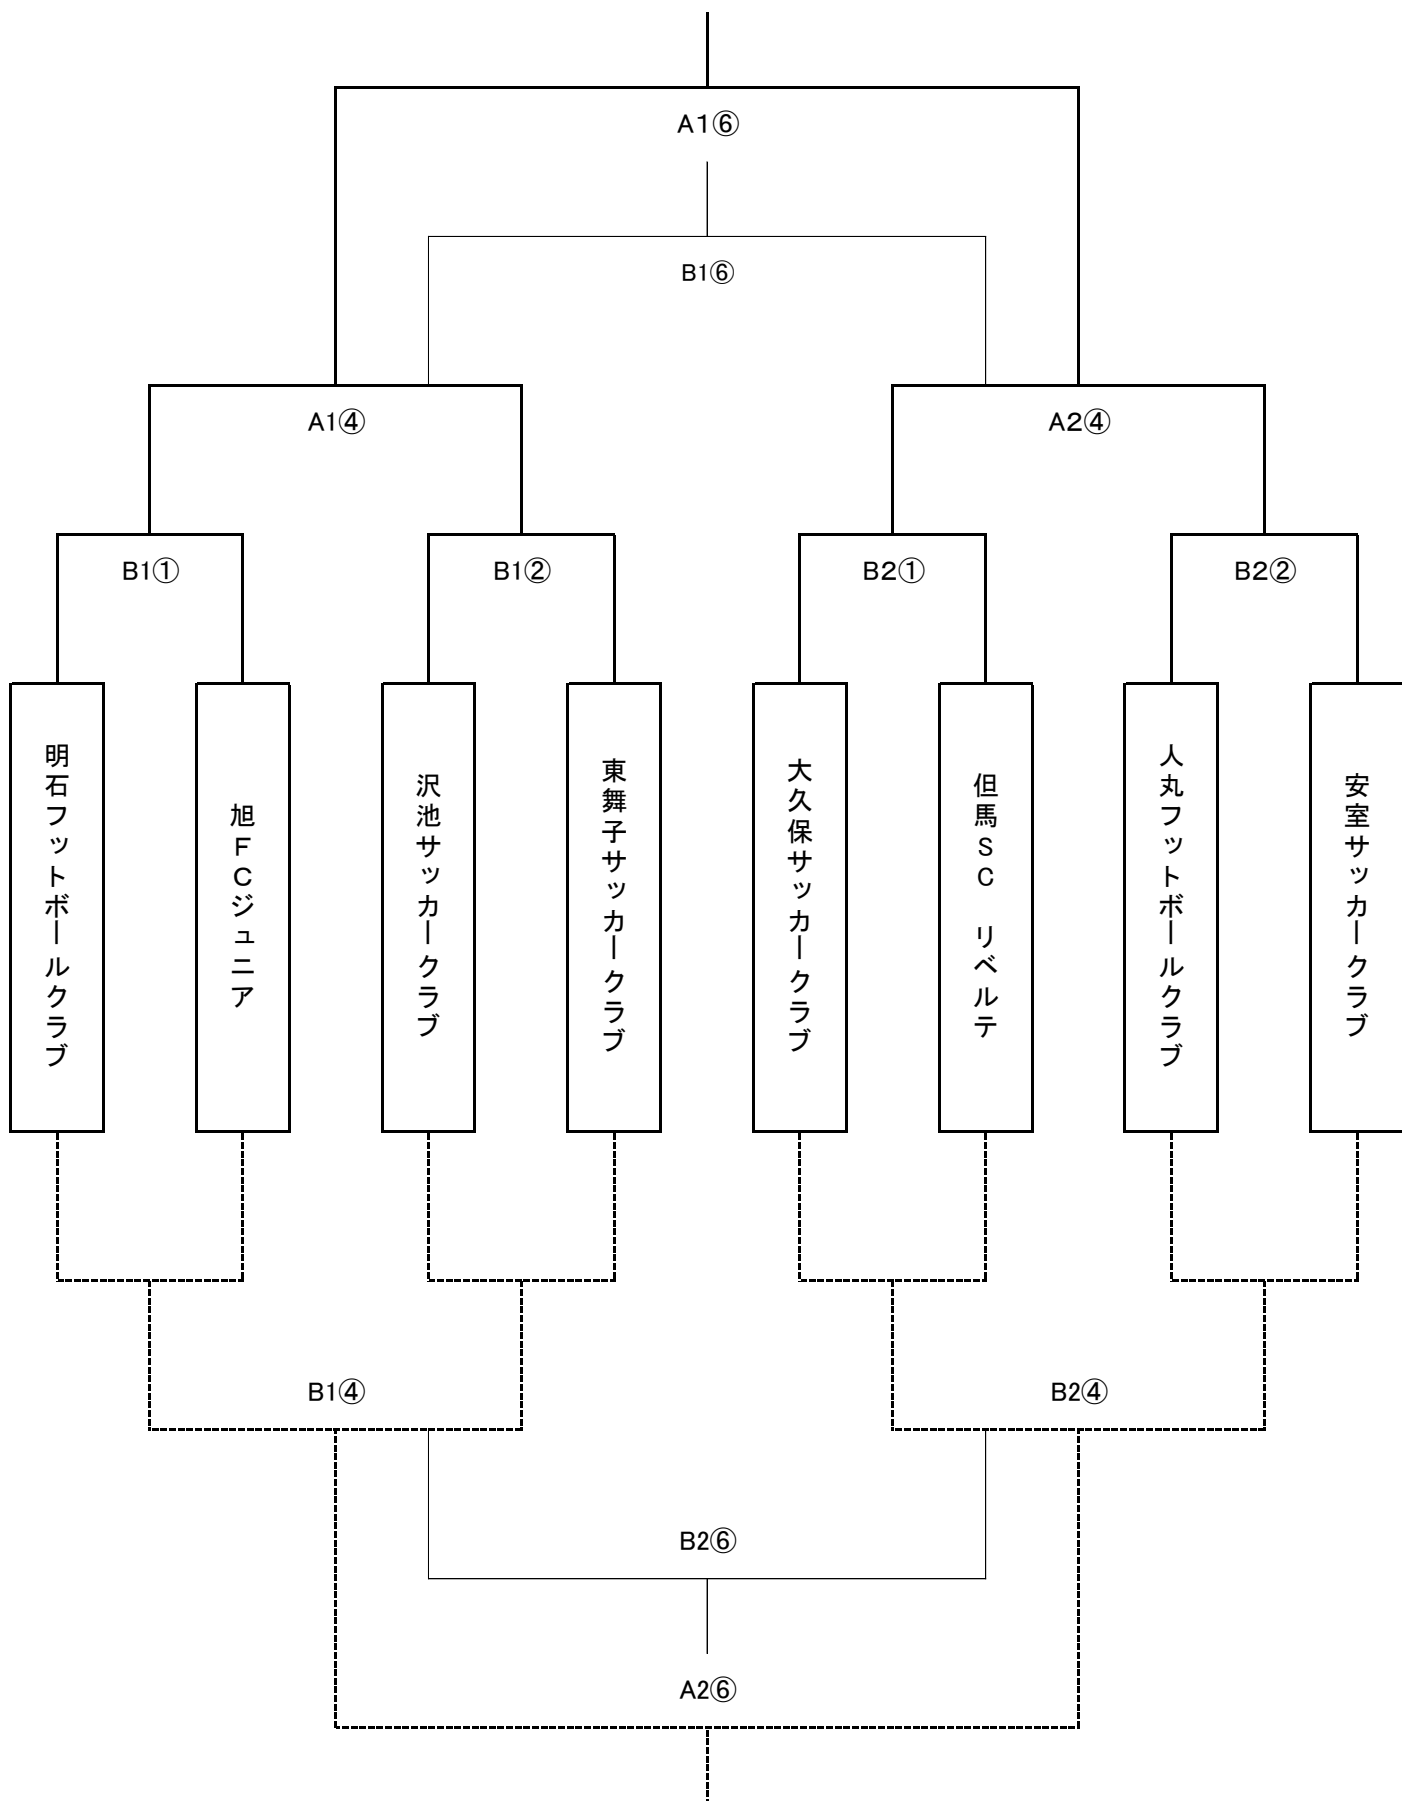 A1⑥
B1⑥
A1④
A2④
B1①
B1②
B2①
B2②
明石フットボールクラブ
旭FCジュニア
沢池サッカークラブ
東舞子サッカークラブ
大久保サッカークラブ
但馬SC リベルテ
人丸フットボールクラブ
安室サッカークラブ
B1④
B2④
B2⑥
A2⑥